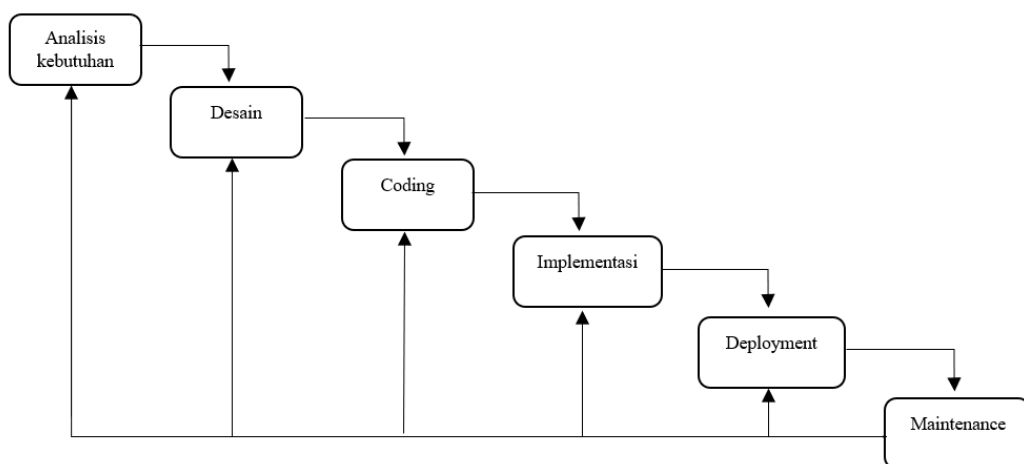 Analisis
kebutuhan
Desain
Coding
Implementasi
Deployment
Maintenance